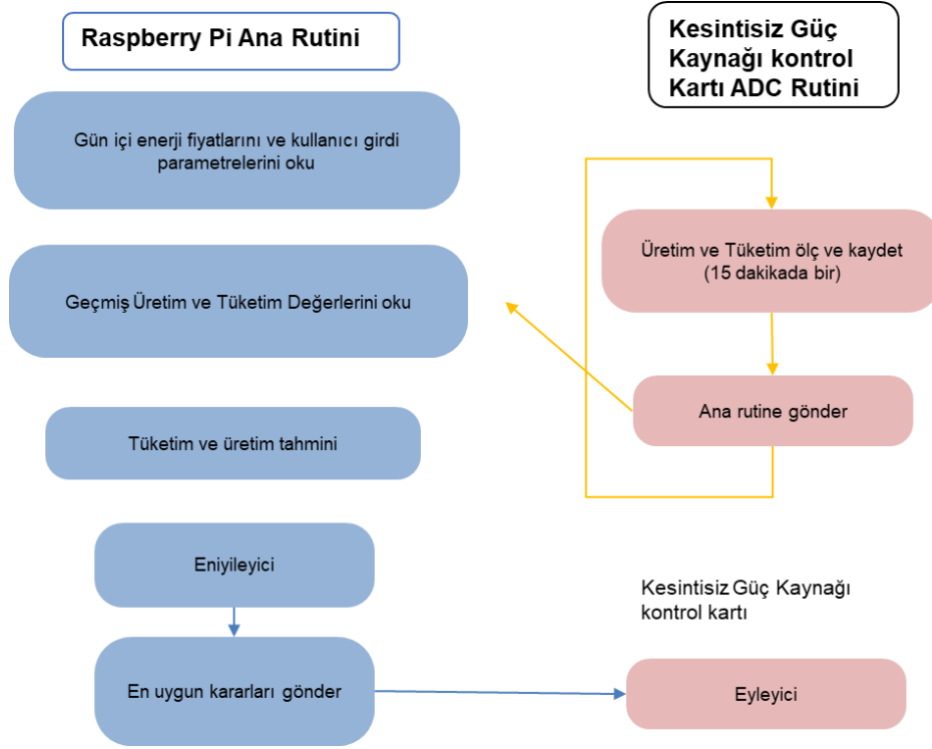 Raspberry Pi Ana Rutini
Kesintisiz Güç
Kaynağı kontrol
Kartı ADC Rutini
Gün içi enerji fiyatlarını ve kullanıcı girdi
parametrelerini oku
Üretim ve Tüketim ölç ve kaydet
(15 dakikada bir)
Geçmiş Üretim ve Tüketim Değerlerini oku
Ana rutine gönder
Tüketim ve üretim tahmini
Eniyileyici
Kesintisiz Güç Kaynağı
kontrol kartı
En uygun kararları gönder
Eyleyici